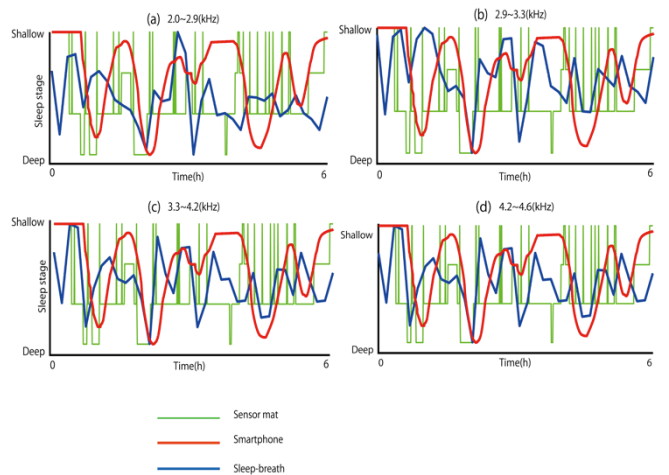 (a) 2.0~2.9(kHz)
Shallow
Sleep stage
Deep
0
Time(h)
6
(b) 2.9~3.3(kHz)
Shallow
Deep
0
Time(h)
6
(c) 3.3~4.2(kHz)
Shallow
Sleep stage
Deep
0
Time(h)
6
(d) 4.2~4.6(kHz)
Shallow
Deep
0
Time(h)
6
Sensor mat
Smartphone
Sleep-breath